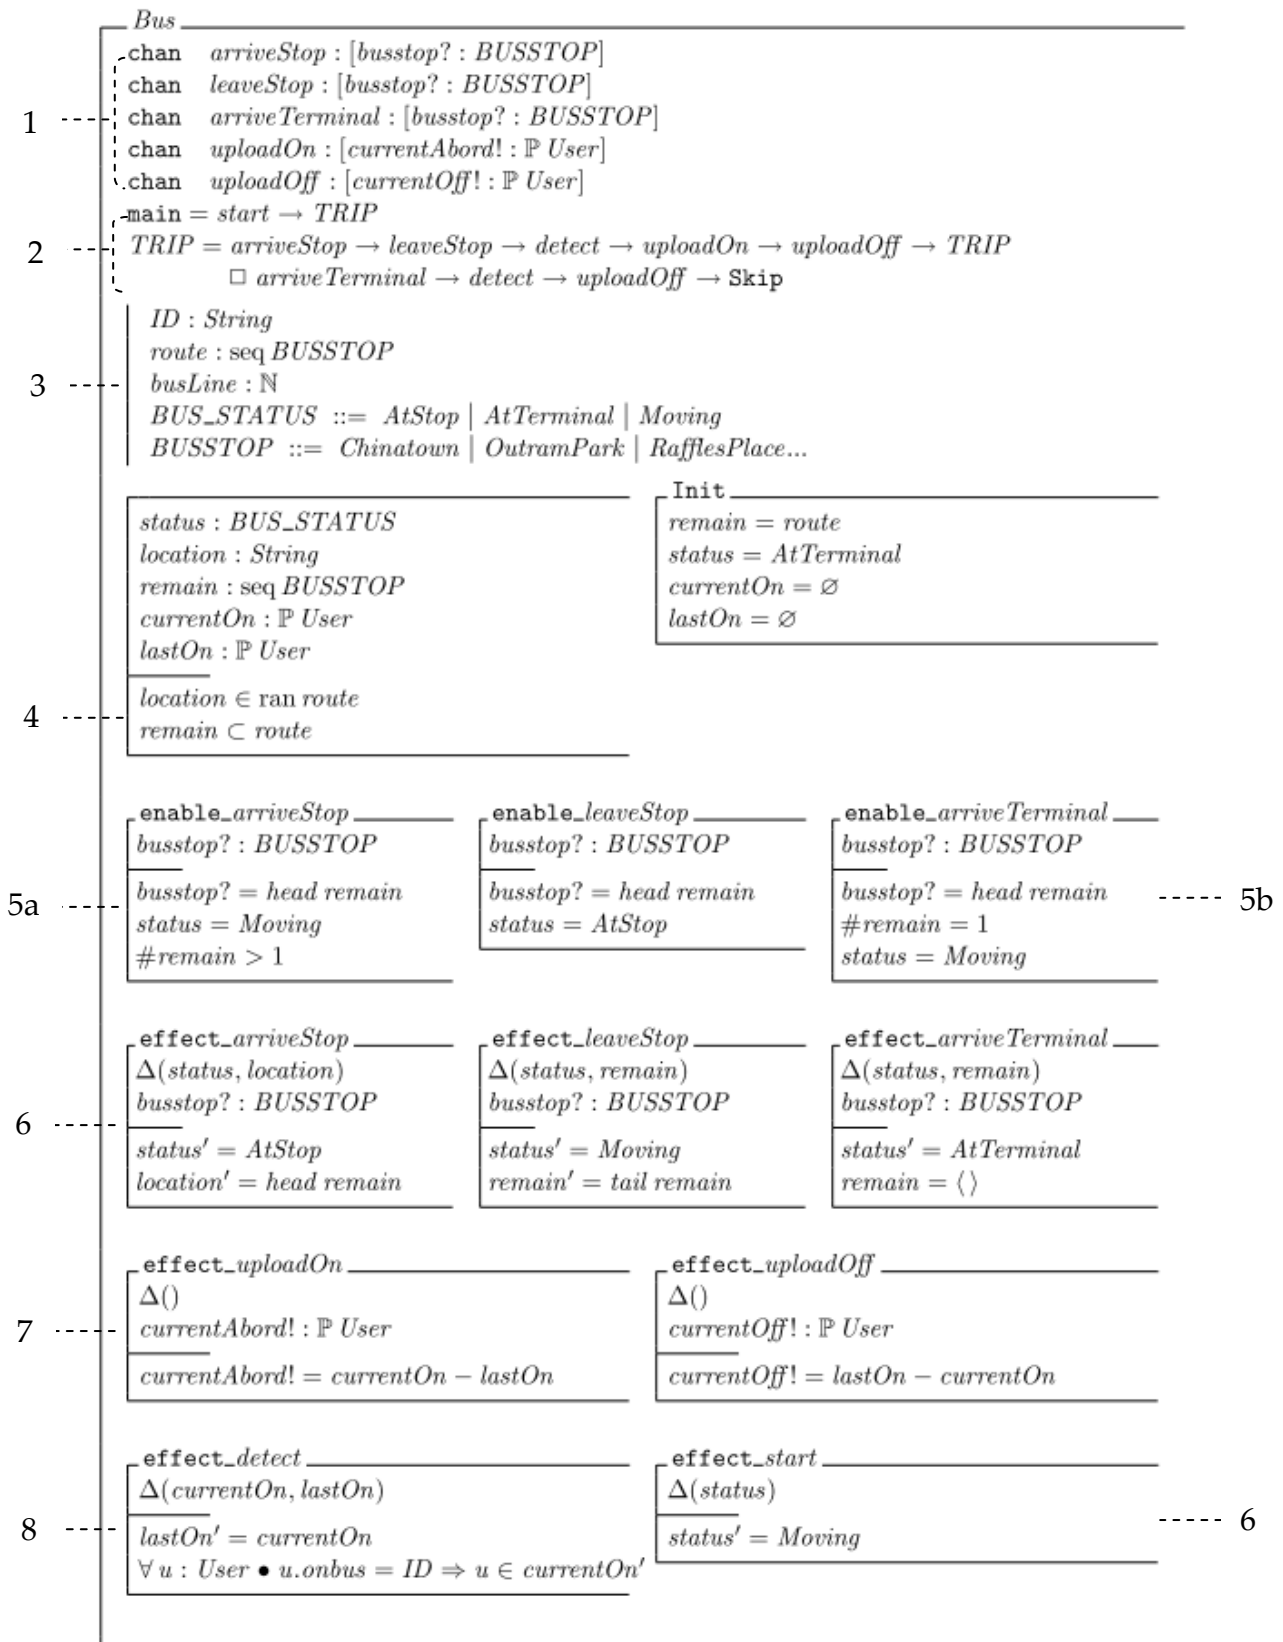 Bus
chan arriveStop : [busstop? : BUSSTOP]
chan leaveStop : [busstop? : BUSSTOP]
1 chan arriveTerminal : [busstop? : BUSSTOP]
chan uploadOn : [currentAbord! : ℙ User]
chan uploadOff : [currentOff! : ℙ User]
main = start → TRIP
2 TRIP = arriveStop → leaveStop → detect → uploadOn → uploadOff → TRIP
□ arriveTerminal → detect → uploadOff → Skip
ID : String
route : seq BUSSTOP
3 busLine : ℕ
BUS_STATUS ::= AtStop | AtTerminal | Moving
BUSSTOP ::= Chinatown | OutramPark | RafflesPlace...
status : BUS_STATUS
location : String
remain : seq BUSSTOP
currentOn : ℙ User
lastOn : ℙ User
location ∈ ran route
4 remain ⊂ route
Init
remain = route
status = AtTerminal
currentOn = ∅
lastOn = ∅
enable_arriveStop
busstop? : BUSSTOP
busstop? = head remain
5a status = Moving
#remain > 1
enable_leaveStop
busstop? : BUSSTOP
busstop? = head remain
status = AtStop
enable_arriveTerminal
busstop? : BUSSTOP
busstop? = head remain 5b
#remain = 1
status = Moving
effect_arriveStop
Δ(status, location)
busstop? : BUSSTOP
6 status′ = AtStop
location′ = head remain
effect_leaveStop
Δ(status, remain)
busstop? : BUSSTOP
status′ = Moving
remain′ = tail remain
effect_arriveTerminal
Δ(status, remain)
busstop? : BUSSTOP
status′ = AtTerminal
remain = ⟨ ⟩
effect_uploadOn
Δ()
7 currentAbord! : ℙ User
currentAbord! = currentOn − lastOn
effect_uploadOff
Δ()
currentOff! : ℙ User
currentOff! = lastOn − currentOn
effect_detect
Δ(currentOn, lastOn)
8 lastOn′ = currentOn
∀ u : User • u.onbus = ID ⇒ u ∈ currentOn′
effect_start
Δ(status)
status′ = Moving 6